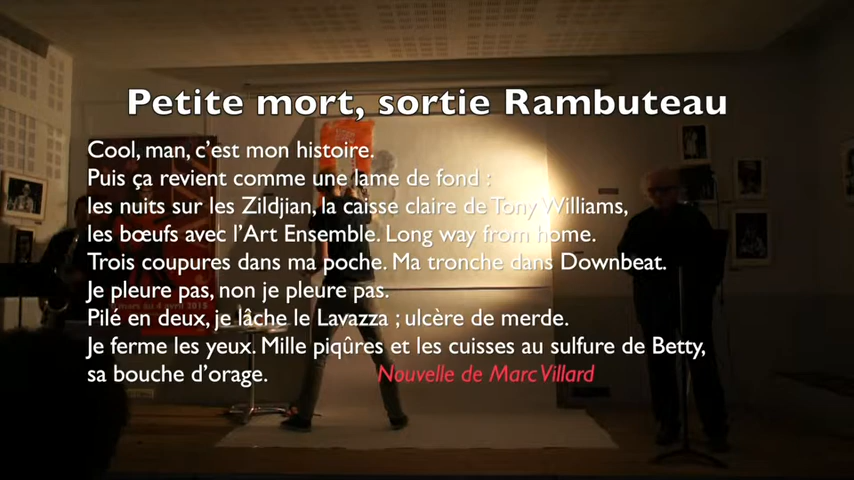 Petite mort, sortie Rambuteau
Cool, man, c'est mon histoire.
Puis ça revient comme une lame de fond :
les nuits sur les Zildjian, la caisse claire de Tony Williams,
les bœufs avec l'Art Ensemble. Long way from home.
Trois coupures dans ma poche. Ma tronche dans Downbeat.
Je pleure pas, non je pleure pas.
Pilé en deux, je lâche le Lavazza ; ulcère de merde.
Je ferme les yeux. Mille piqûres et les cuisses au sulfure de Betty,
sa bouche d'orage.
Nouvelle de Marc Villard